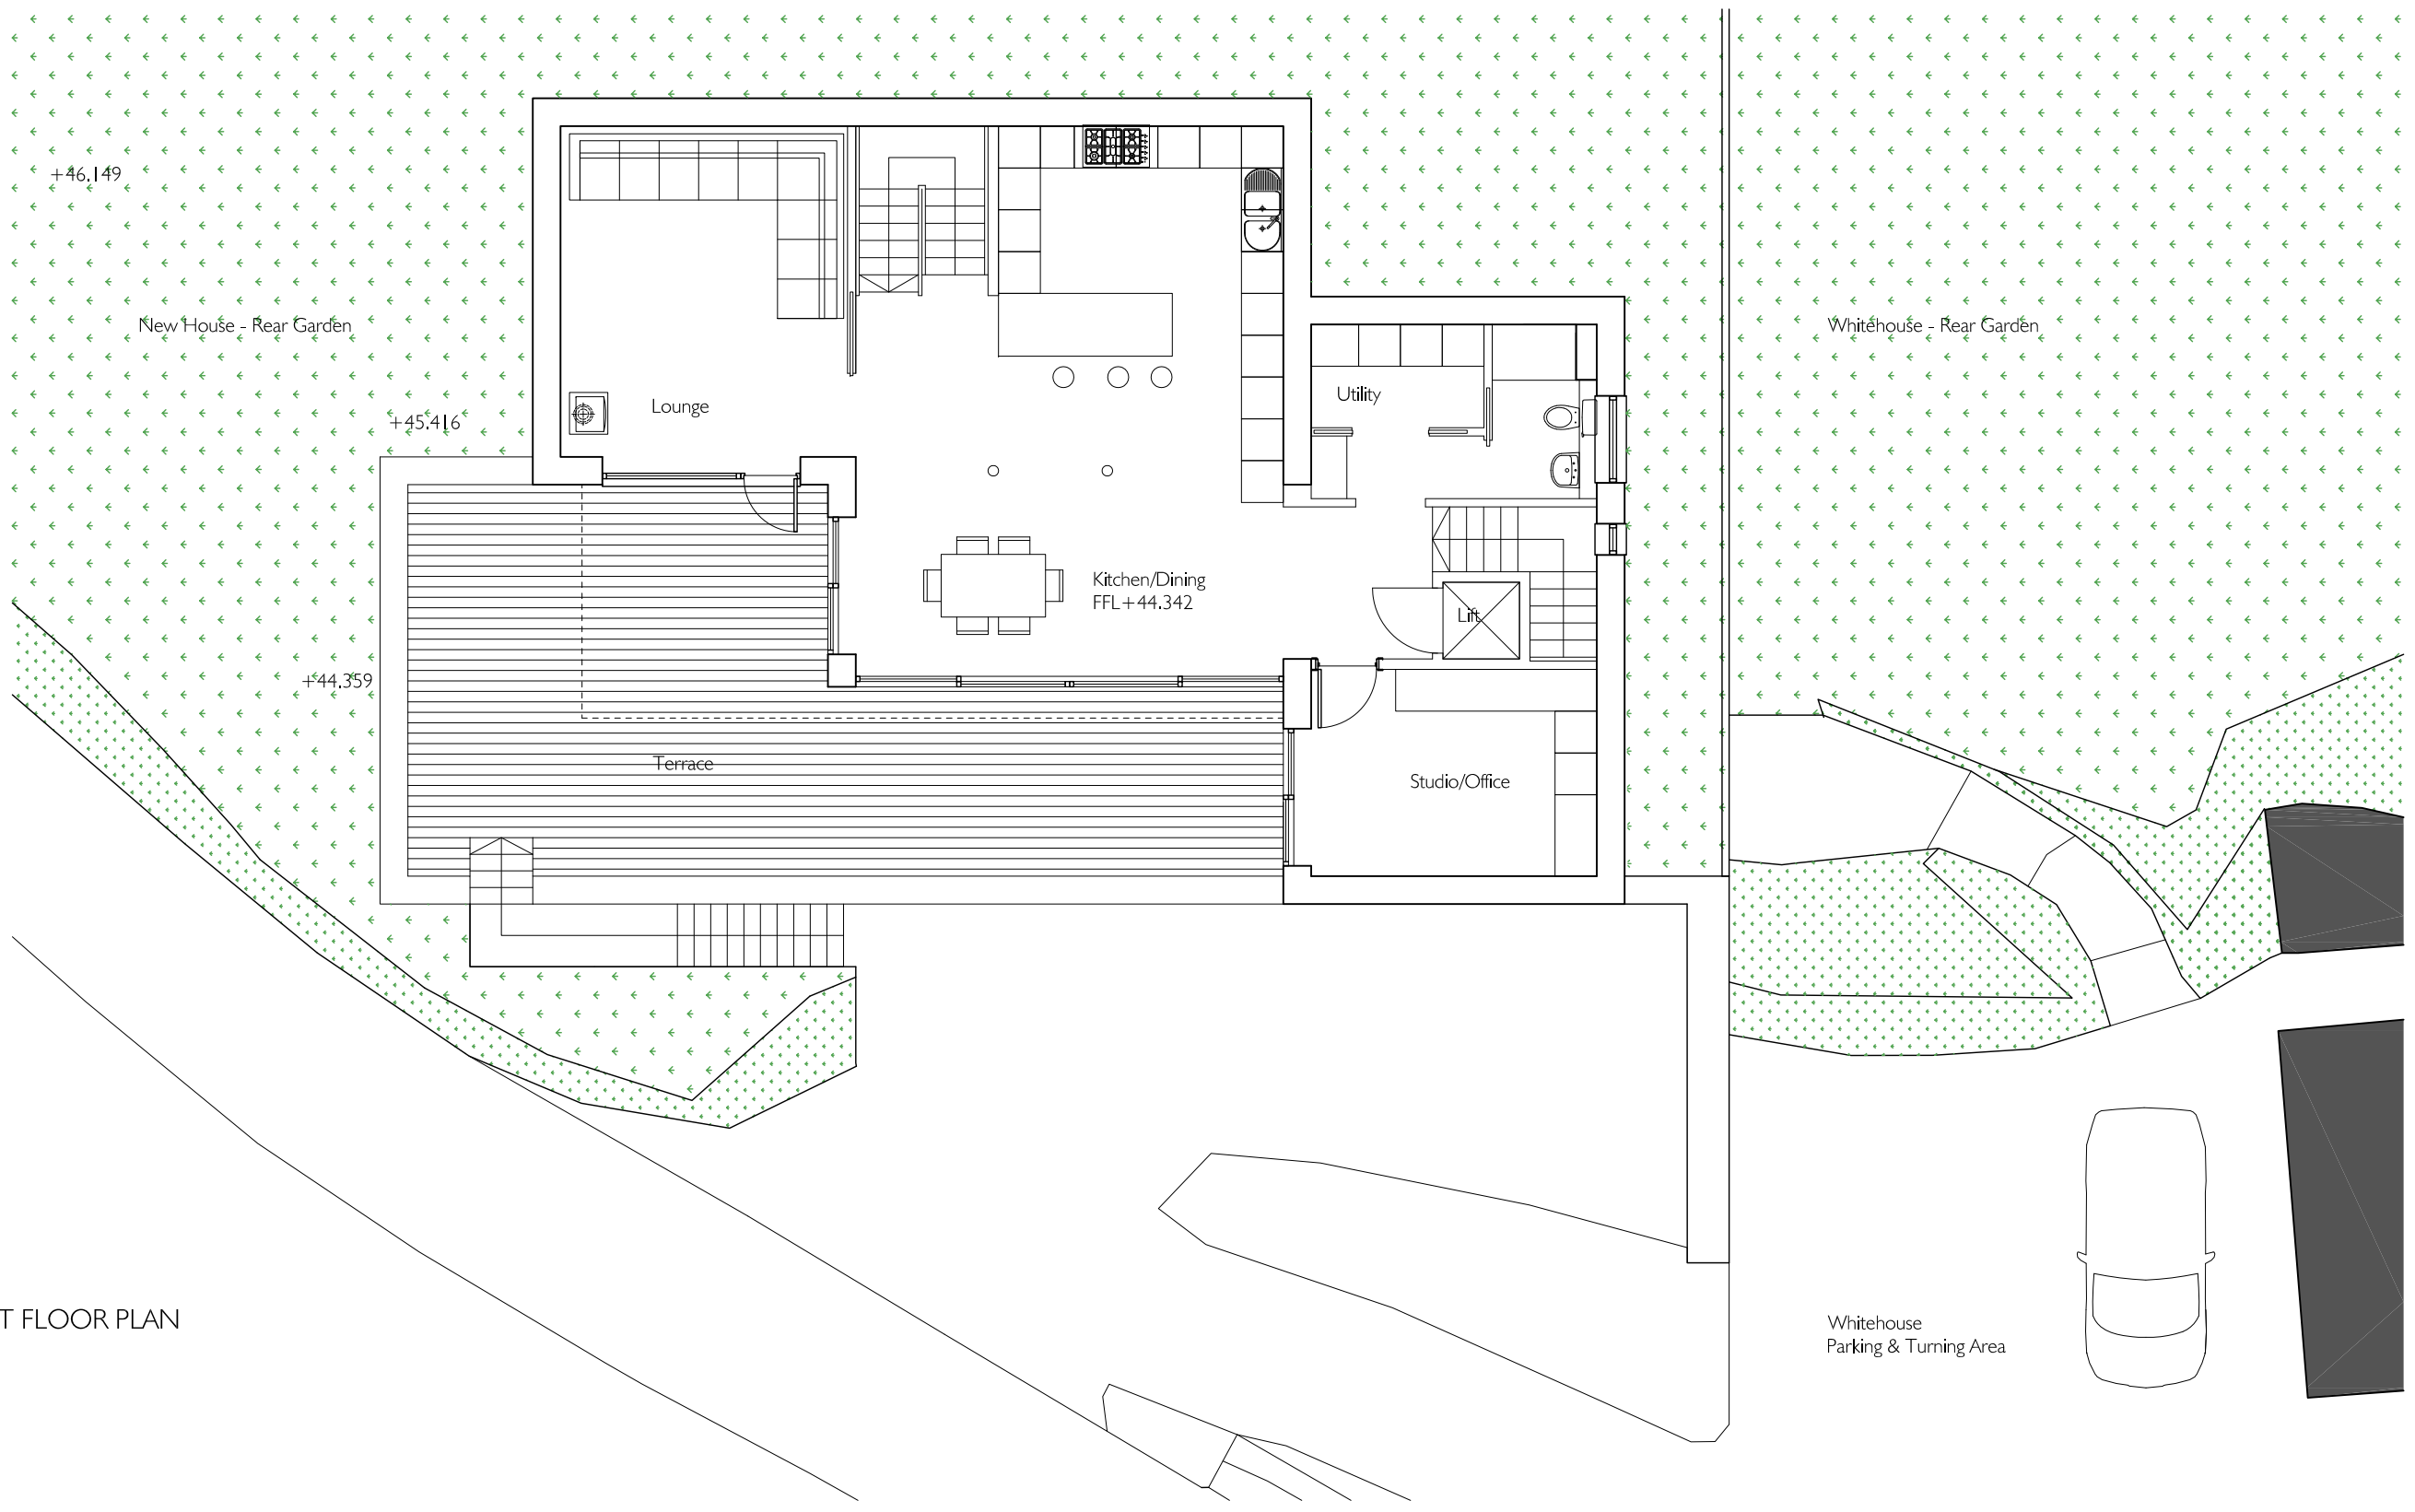 +46.149
New House - Rear Garden
Whitehouse - Rear Garden
Utility
Lounge
+45.416
Kitchen/Dining
FFL+44.342
Lift
+44.359
Terrace
Studio/Office
T FLOOR PLAN
Whitehouse
Parking & Turning Area